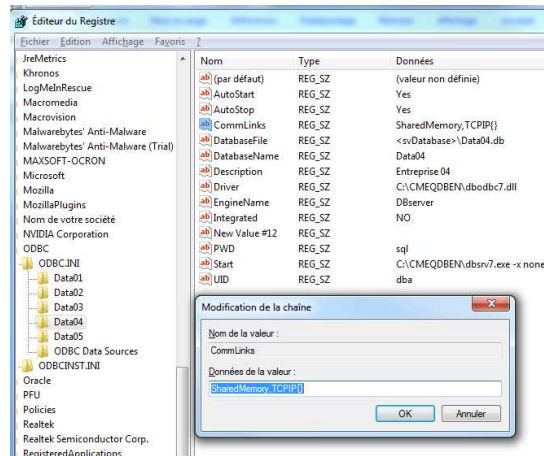 Éditeur du Registre
Fichier Edition Affichage Favoris ?
JreMetrics
Khronos
LogMeInRescue
Macromedia
Macrovision
Malwarebytes' Anti-Malware
Malwarebytes' Anti-Malware (Trial)
MAXSOFT-OCRON
Microsoft
Mozilla
MozillaPlugins
Nom de votre société
NVIDIA Corporation
ODBC
ODBC.INI
Data01
Data02
Data03
Data04
Data05
ODBC Data Sources
ODBCINST.INI
Oracle
PFU
Policies
Realtek
Realtek Semiconductor Corp.
RegisteredApplications
Nom Type Données
(par défaut) REG_SZ (valeur non définie)
AutoStart REG_SZ Yes
AutoStop REG_SZ Yes
CommLinks REG_SZ SharedMemory,TCPIP{}
DatabaseFile REG_SZ <svDatabase>\Data04.db
DatabaseName REG_SZ Data04
Description REG_SZ Entreprise 04
Driver REG_SZ C:\CMEQDBEN\dbodbc7.dll
EngineName REG_SZ DBserver
Integrated REG_SZ NO
New Value #12 REG_SZ
PWD REG_SZ sql
Start REG_SZ C:\CMEQDBEN\dbsrv7.exe -x none
UID REG_SZ dba
Modification de la chaîne
Nom de la valeur :
CommLinks
Données de la valeur :
SharedMemory,TCPIP{}
OK Annuler